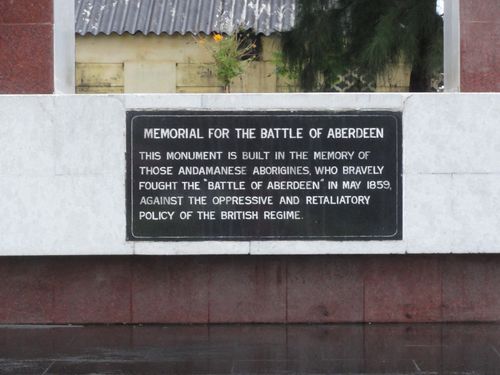 MEMORIAL FOR THE BATTLE OF ABERDEEN
THIS MONUMENT IS BUILT IN THE MEMORY OF
THOSE ANDAMANESE ABORIGINES, WHO BRAVELY
FOUGHT THE "BATTLE OF ABERDEEN" IN MAY 1859,
AGAINST THE OPPRESSIVE AND RETALIATORY
POLICY OF THE BRITISH REGIME.